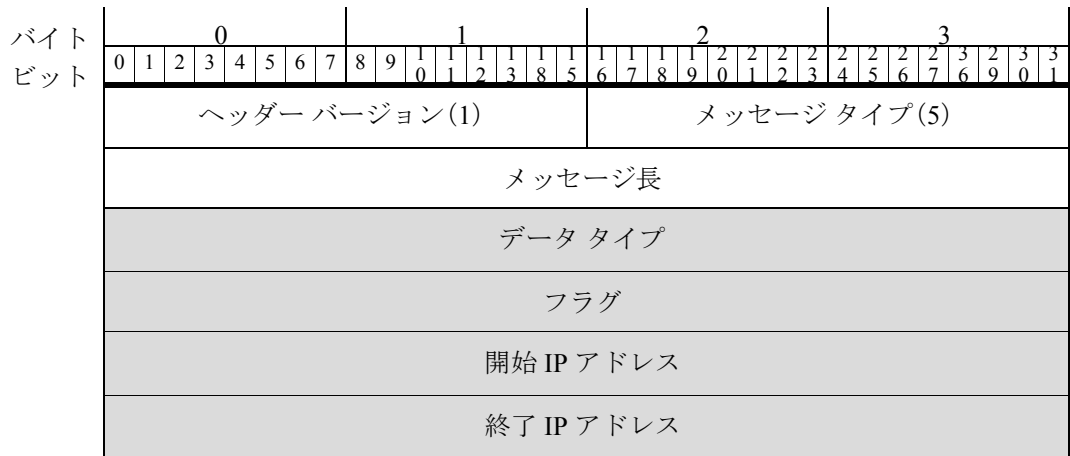 バイト 0 1 2 3
ビット 0 1 2 3 4 5 6 7 8 9 10 11 12 13 18 15 16 17 18 19 20 21 22 23 24 25 26 27 36 29 30 31
ヘッダー バージョン(1) メッセージ タイプ(5)
メッセージ長
データ タイプ
フラグ
開始 IP アドレス
終了 IP アドレス